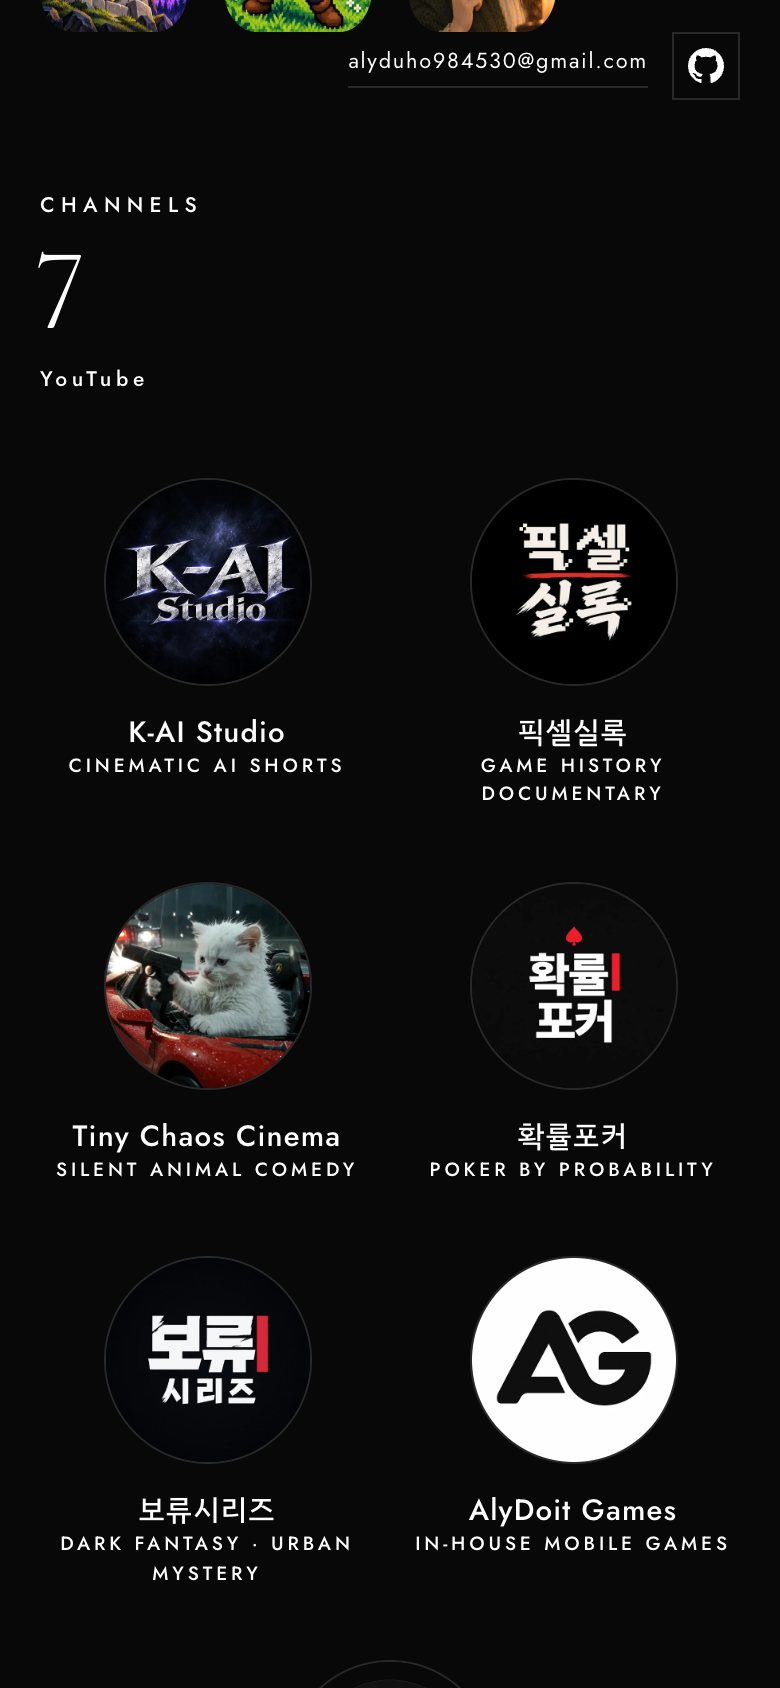 alyduho984530@gmail.com
CHANNELS
7
YouTube
K-AI
Studio
픽셀
실록
K-AI Studio
CINEMATIC AI SHORTS
픽셀실록
GAME HISTORY
DOCUMENTARY
확률
포커
Tiny Chaos Cinema
SILENT ANIMAL COMEDY
확률포커
POKER BY PROBABILITY
보류
시리즈
AG
보류시리즈
DARK FANTASY · URBAN
MYSTERY
AlyDoit Games
IN-HOUSE MOBILE GAMES